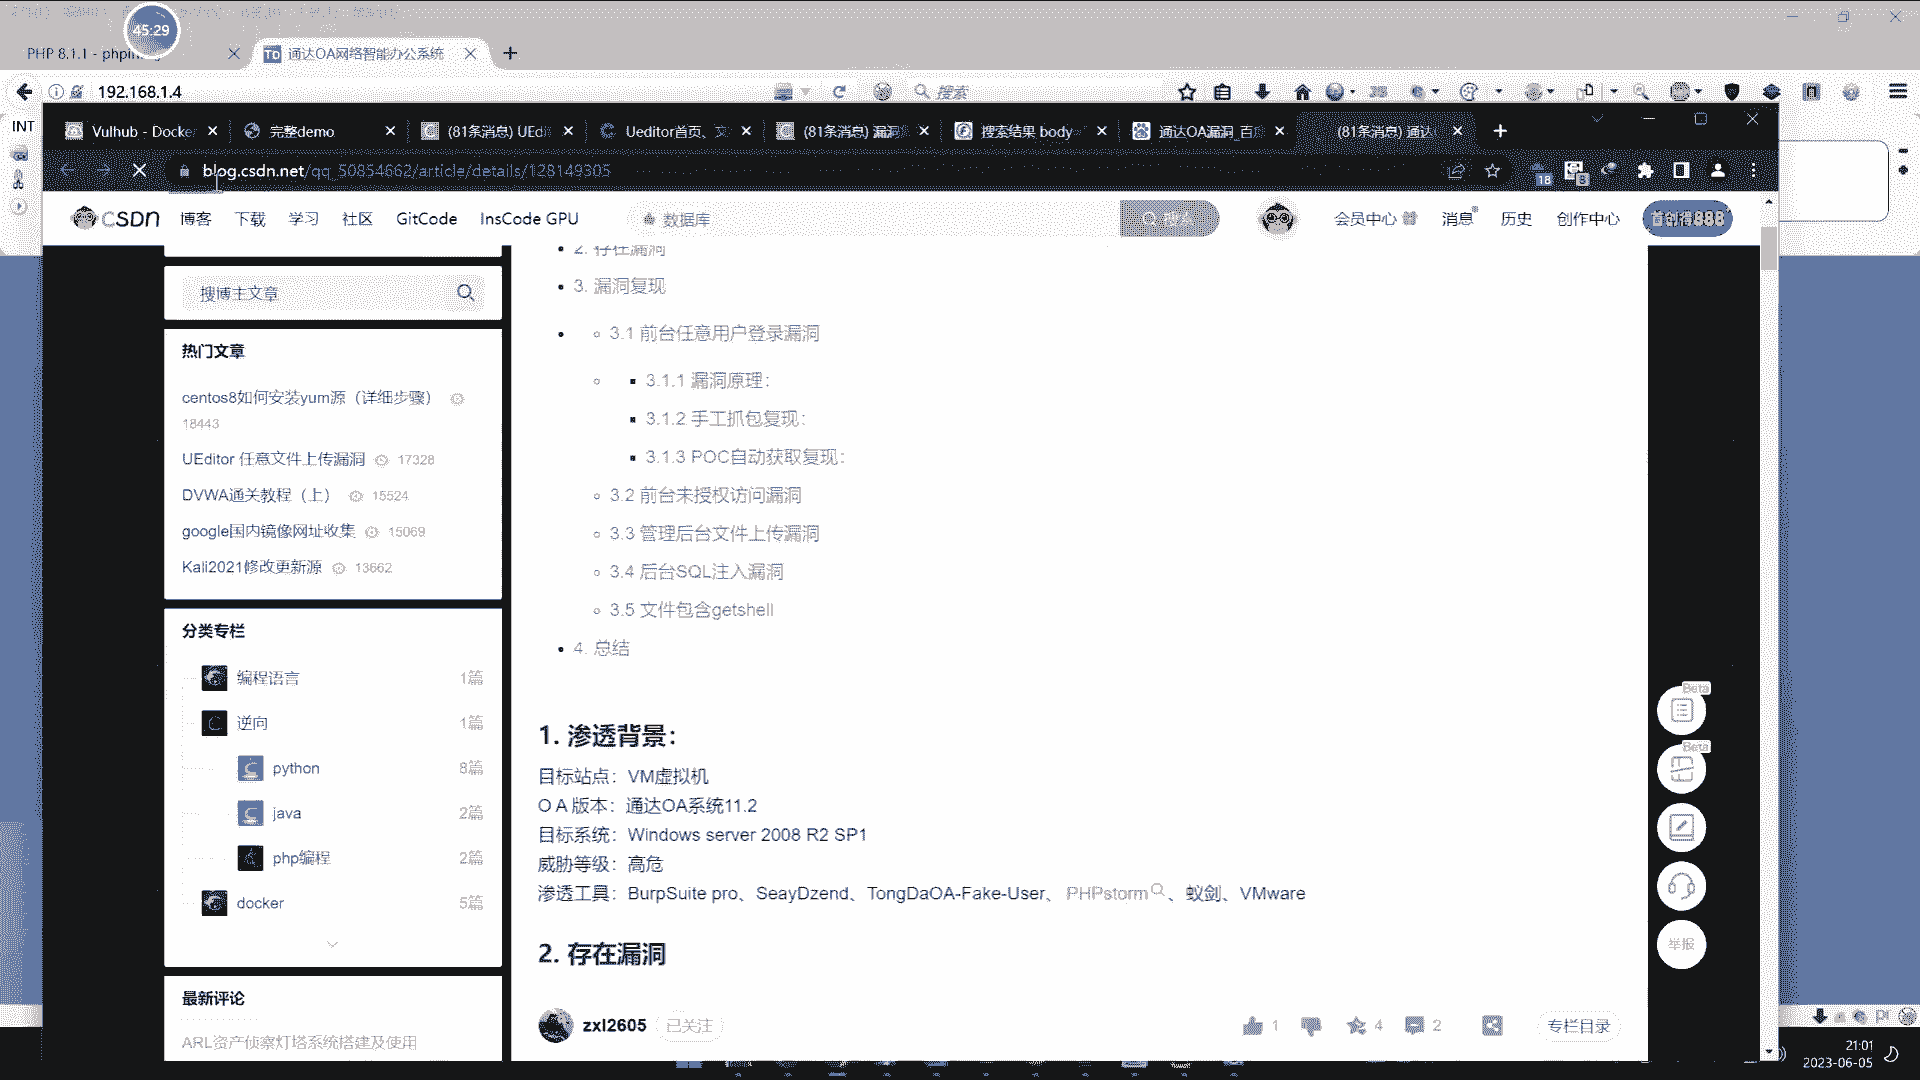 45:29
PHP 8.1.1 - phpin
TD 通达OA网络智能办公系统
192.168.1.4
搜索
INT
Vulhub - Docker
完整demo
(81条消息) UEdi
Ueditor首页、文
(81条消息) 漏洞
搜索结果 body=
通达OA漏洞_百度
(81条消息) 通达
blog.csdn.net/qq_50854662/article/details/128149305
18
8
CSDN 博客 下载 学习 社区 GitCode InsCode GPU
数据库
会员中心 消息 历史 创作中心
2. 存在漏洞
搜博主文章
3. 漏洞复现
3.1 前台任意用户登录漏洞
热门文章
3.1.1 漏洞原理：
centos8如何安装yum源（详细步骤）
18443
3.1.2 手工抓包复现：
UEditor 任意文件上传漏洞 17328
3.1.3 POC自动获取复现：
DVWA通关教程（上） 15524
3.2 前台未授权访问漏洞
google国内镜像网址收集 15069
3.3 管理后台文件上传漏洞
Kali2021修改更新源 13662
3.4 后台SQL注入漏洞
3.5 文件包含getshell
分类专栏
4. 总结
编程语言 1篇
逆向 1篇
python 8篇
java 2篇
php编程 2篇
docker 5篇
1. 渗透背景：
目标站点：VM虚拟机
O A 版本：通达OA系统11.2
目标系统：Windows server 2008 R2 SP1
威胁等级：高危
渗透工具：BurpSuite pro、SeayDzend、TongDaOA-Fake-User、 PHPstorm 、蚁剑、VMware
2. 存在漏洞
Beta
Beta
举报
最新评论
ARL资产侦察灯塔系统搭建及使用
zxl2605 已关注
1
4
2
专栏目录
21:01
2023-06-05